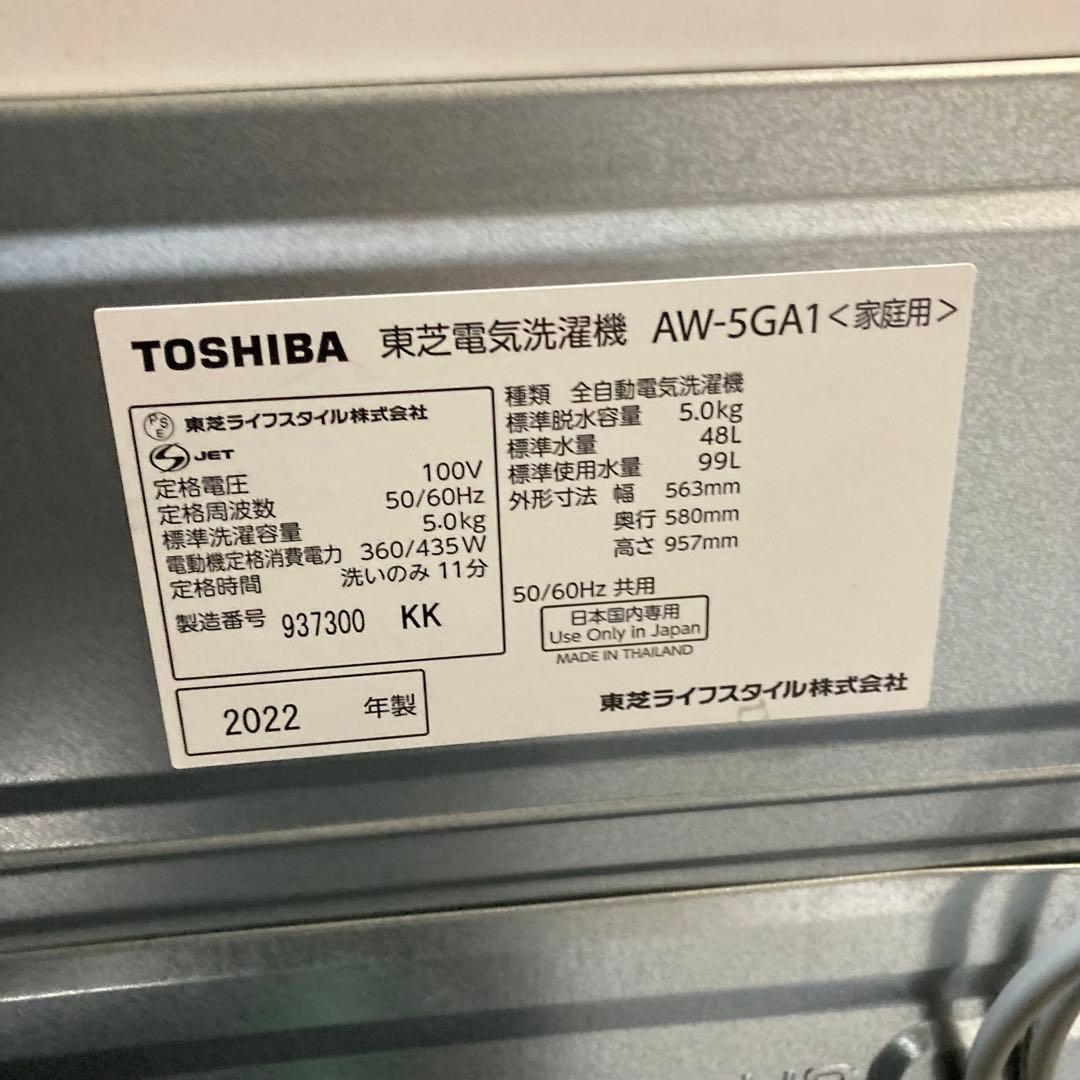 TOSHIBA 東芝電気洗濯機 AW-5GA1<家庭用>
PSE 東芝ライフスタイル株式会社
JET
定格電圧 100V
定格周波数 50/60Hz
標準洗濯容量 5.0kg
電動機定格消費電力 360/435W
定格時間 洗いのみ 11分
製造番号 937300 KK
2022 年製
種類 全自動電気洗濯機
標準脱水容量 5.0kg
標準水量 48L
標準使用水量 99L
外形寸法 幅 563mm
奥行 580mm
高さ 957mm
50/60Hz 共用
日本国内専用
Use Only in Japan
MADE IN THAILAND
東芝ライフスタイル株式会社